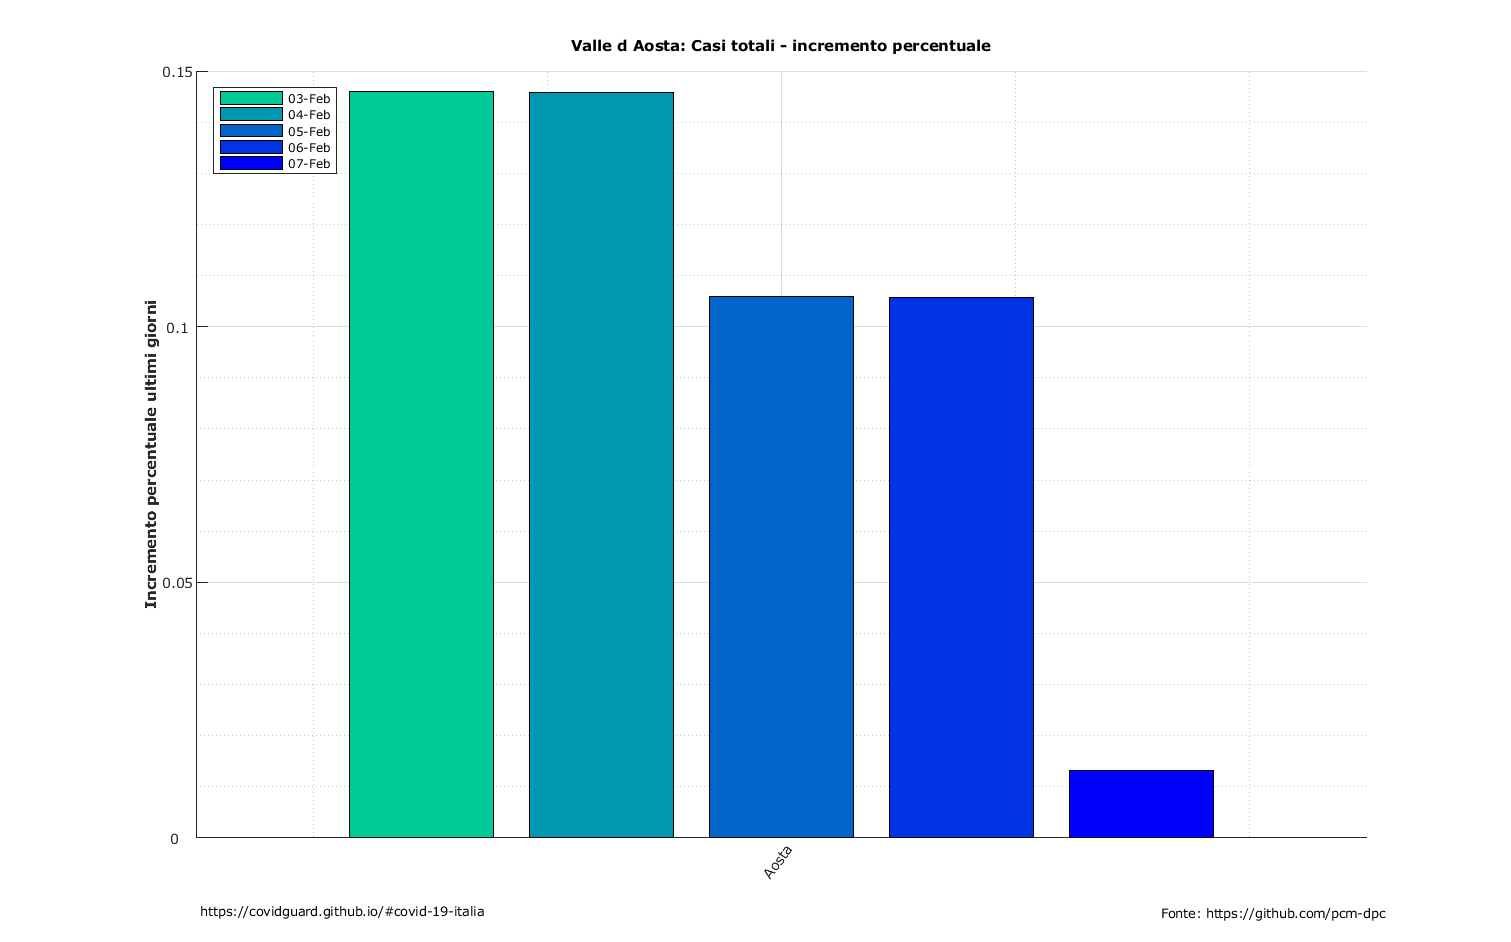 Valle d Aosta: Casi totali - incremento percentuale
0.15
03-Feb
04-Feb
05-Feb
06-Feb
07-Feb
0.1
0.05
0
Incremento percentuale ultimi giorni
Aosta
https://covidguard.github.io/#covid-19-italia
Fonte: https://github.com/pcm-dpc